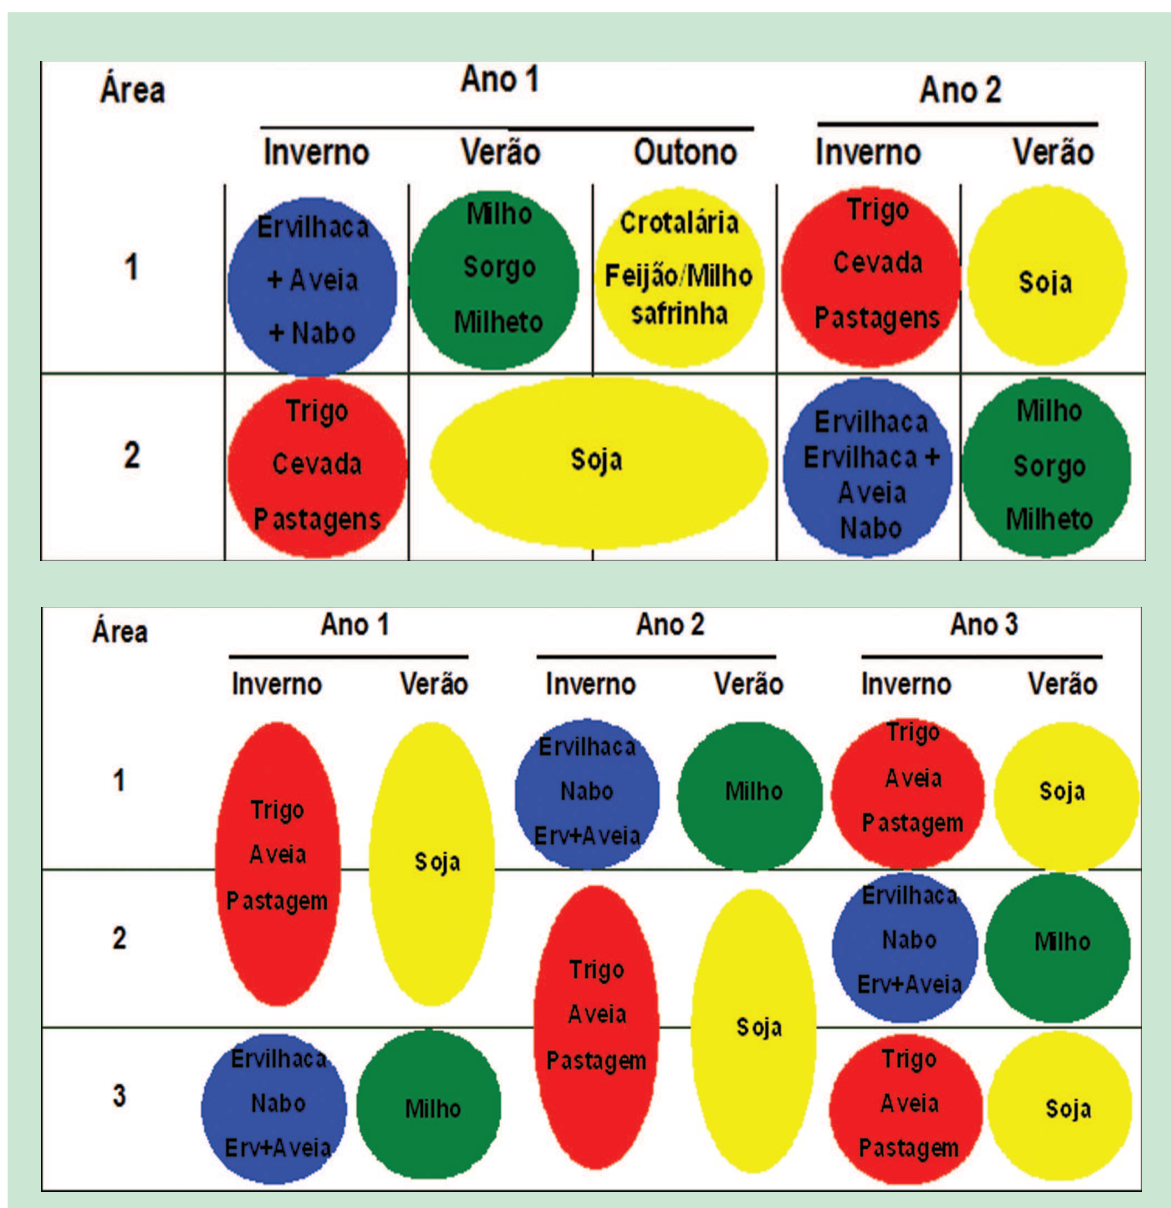 Área
Ano 1
Ano 2
Inverno
Verão
Outono
Inverno
Verão
1
Ervilhaca
+ Aveia
+ Nabo
Milho
Sorgo
Milheto
Crotalária
Feijão/Milho
safrinha
Trigo
Cevada
Pastagens
Soja
2
Trigo
Cevada
Pastagens
Soja
Ervilhaca
Ervilhaca +
Aveia
Nabo
Milho
Sorgo
Milheto
Área
Ano 1
Ano 2
Ano 3
Inverno
Verão
Inverno
Verão
Inverno
Verão
1
Trigo
Aveia
Pastagem
Soja
Ervilhaca
Nabo
Erv+Aveia
Milho
Trigo
Aveia
Pastagem
Soja
2
Trigo
Aveia
Pastagem
Soja
Ervilhaca
Nabo
Erv+Aveia
Milho
3
Ervilhaca
Nabo
Erv+Aveia
Milho
Trigo
Aveia
Pastagem
Soja